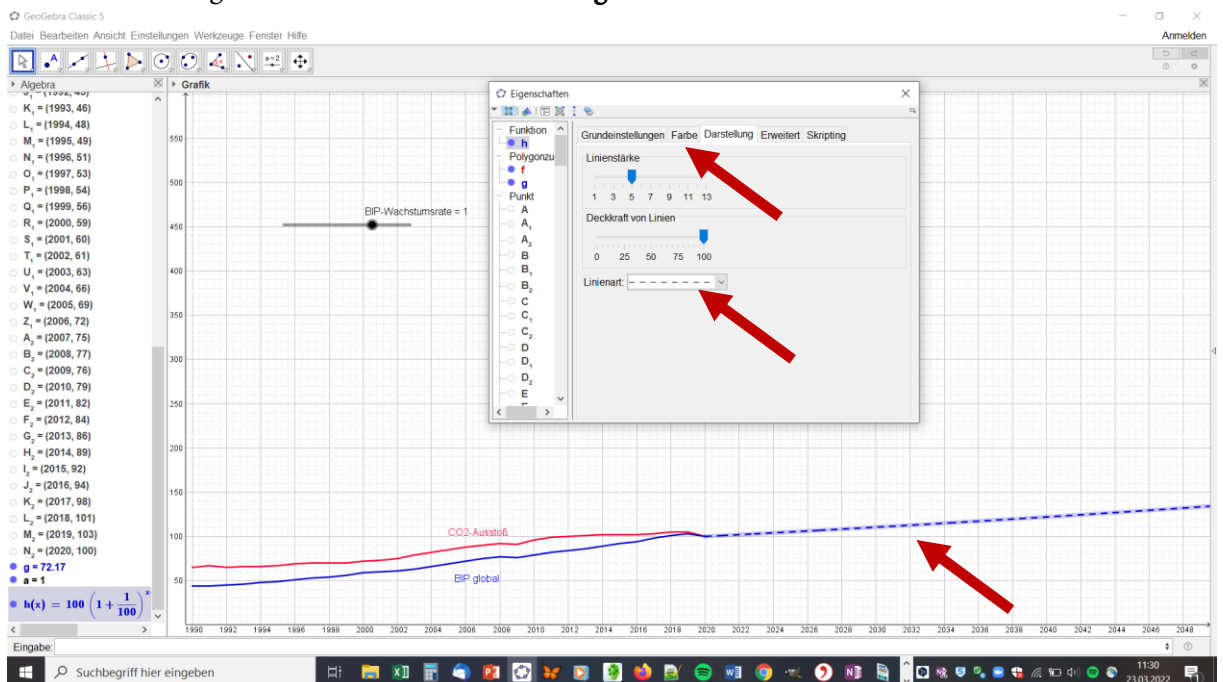 GeoGebra Classic 5
Datei Bearbeiten Ansicht Einstellungen Werkzeuge Fenster Hilfe
Anmelden
Algebra
Grafik
K₁ = (1993, 46)
L₁ = (1994, 48)
M₁ = (1995, 49)
N₁ = (1996, 51)
O₁ = (1997, 53)
P₁ = (1998, 54)
Q₁ = (1999, 56)
R₁ = (2000, 59)
S₁ = (2001, 60)
T₁ = (2002, 61)
U₁ = (2003, 63)
V₁ = (2004, 66)
W₁ = (2005, 69)
Z₁ = (2006, 72)
A₂ = (2007, 75)
B₂ = (2008, 77)
C₂ = (2009, 76)
D₂ = (2010, 79)
E₂ = (2011, 82)
F₂ = (2012, 84)
G₂ = (2013, 86)
H₂ = (2014, 89)
I₂ = (2015, 92)
J₂ = (2016, 94)
K₂ = (2017, 98)
L₂ = (2018, 101)
M₂ = (2019, 103)
N₂ = (2020, 100)
g = 72.17
a = 1
h(x) = 100 (1 + 1/100)^x
550
500
450
400
350
300
250
200
150
100
50
BIP-Wachstumsrate = 1
CO2-Ausstoß
BIP global
1990 1992 1994 1996 1998 2000 2002 2004 2006 2008 2010 2012 2014 2016 2018 2020 2022 2024 2026 2028 2030 2032 2034 2036 2038 2040 2042 2044 2046 2048
Eigenschaften
Funktion
h
Polygonzu
f
g
Punkt
A
A₁
A₂
B
B₁
B₂
C
C₁
C₂
D
D₁
D₂
E
Grundeinstellungen Farbe Darstellung Erweitert Skripting
Linienstärke
1 3 5 7 9 11 13
Deckkraft von Linien
0 25 50 75 100
Linienart:
Eingabe:
Suchbegriff hier eingeben
11:30
23.03.2022